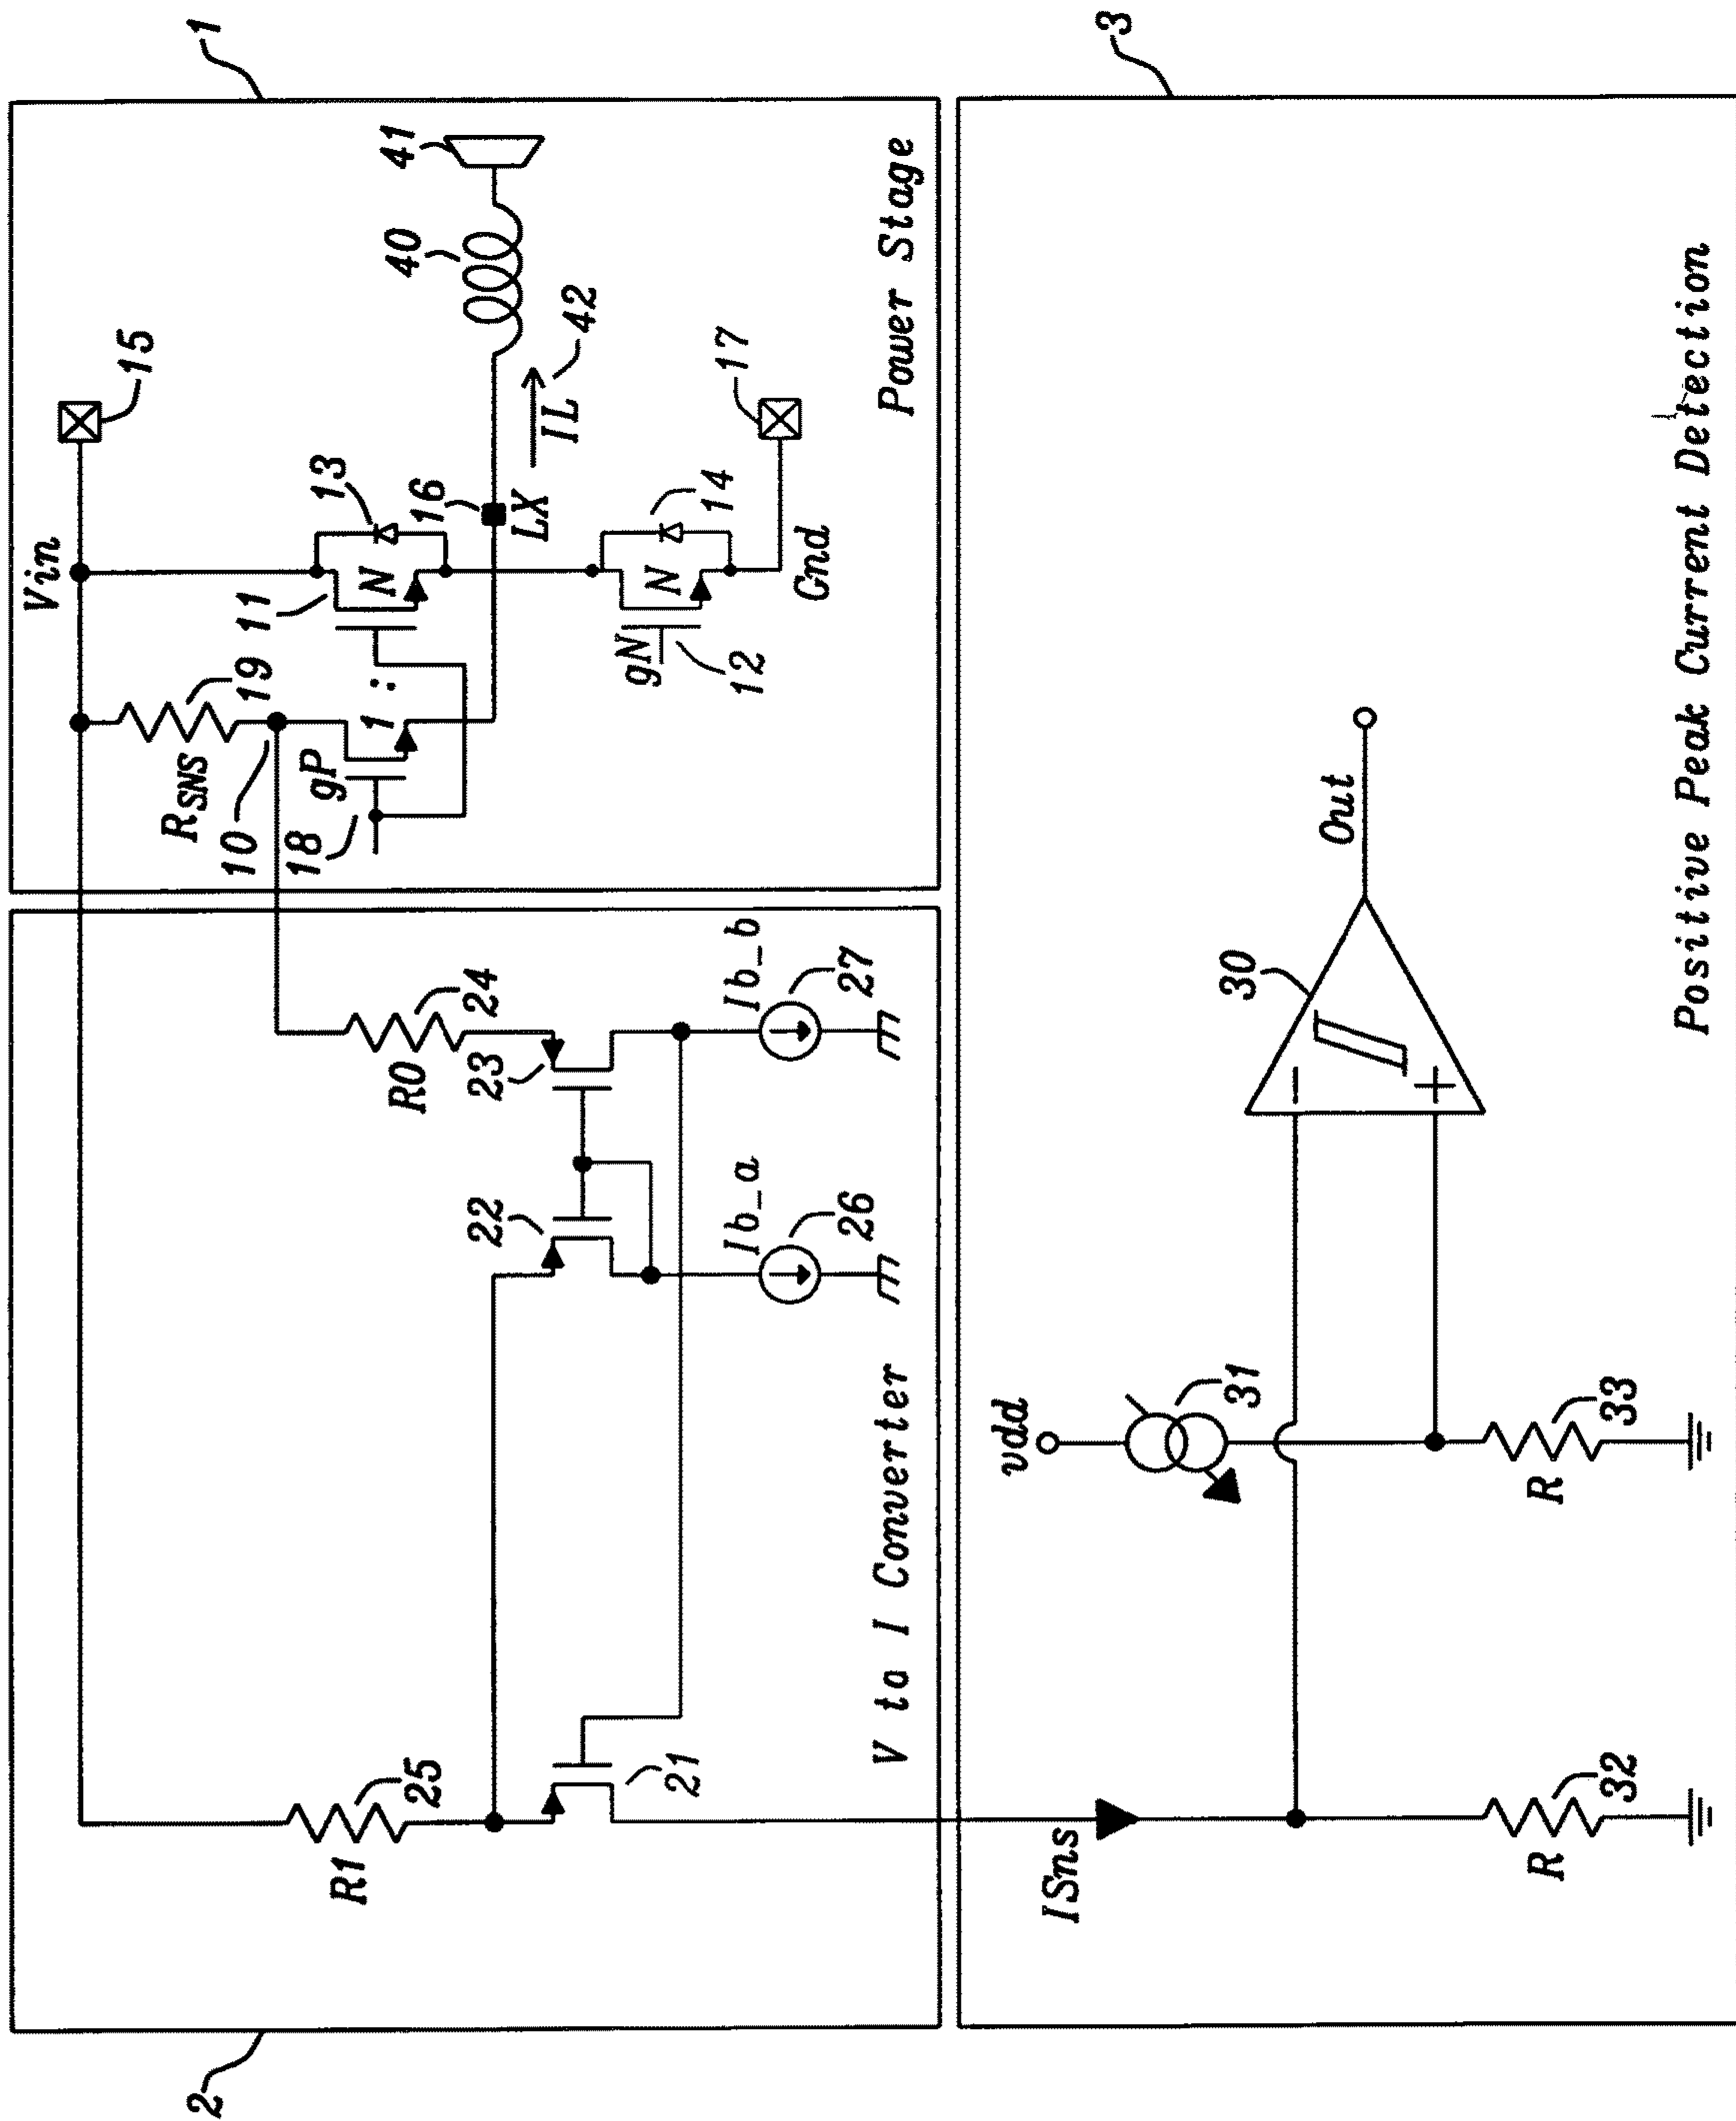 1
Vin
15
RSNS
19
10
11
13
16
18
gP
1 :
N
LX
IL
42
40
41
gN
12
N
14
17
Gnd
Power Stage
2
R1
25
21
22
R0
24
23
Ib_a
26
Ib_b
27
V to I Converter
3
ISns
vdd
31
R
32
R
33
30
−
+
Out
Positive Peak Current Detection